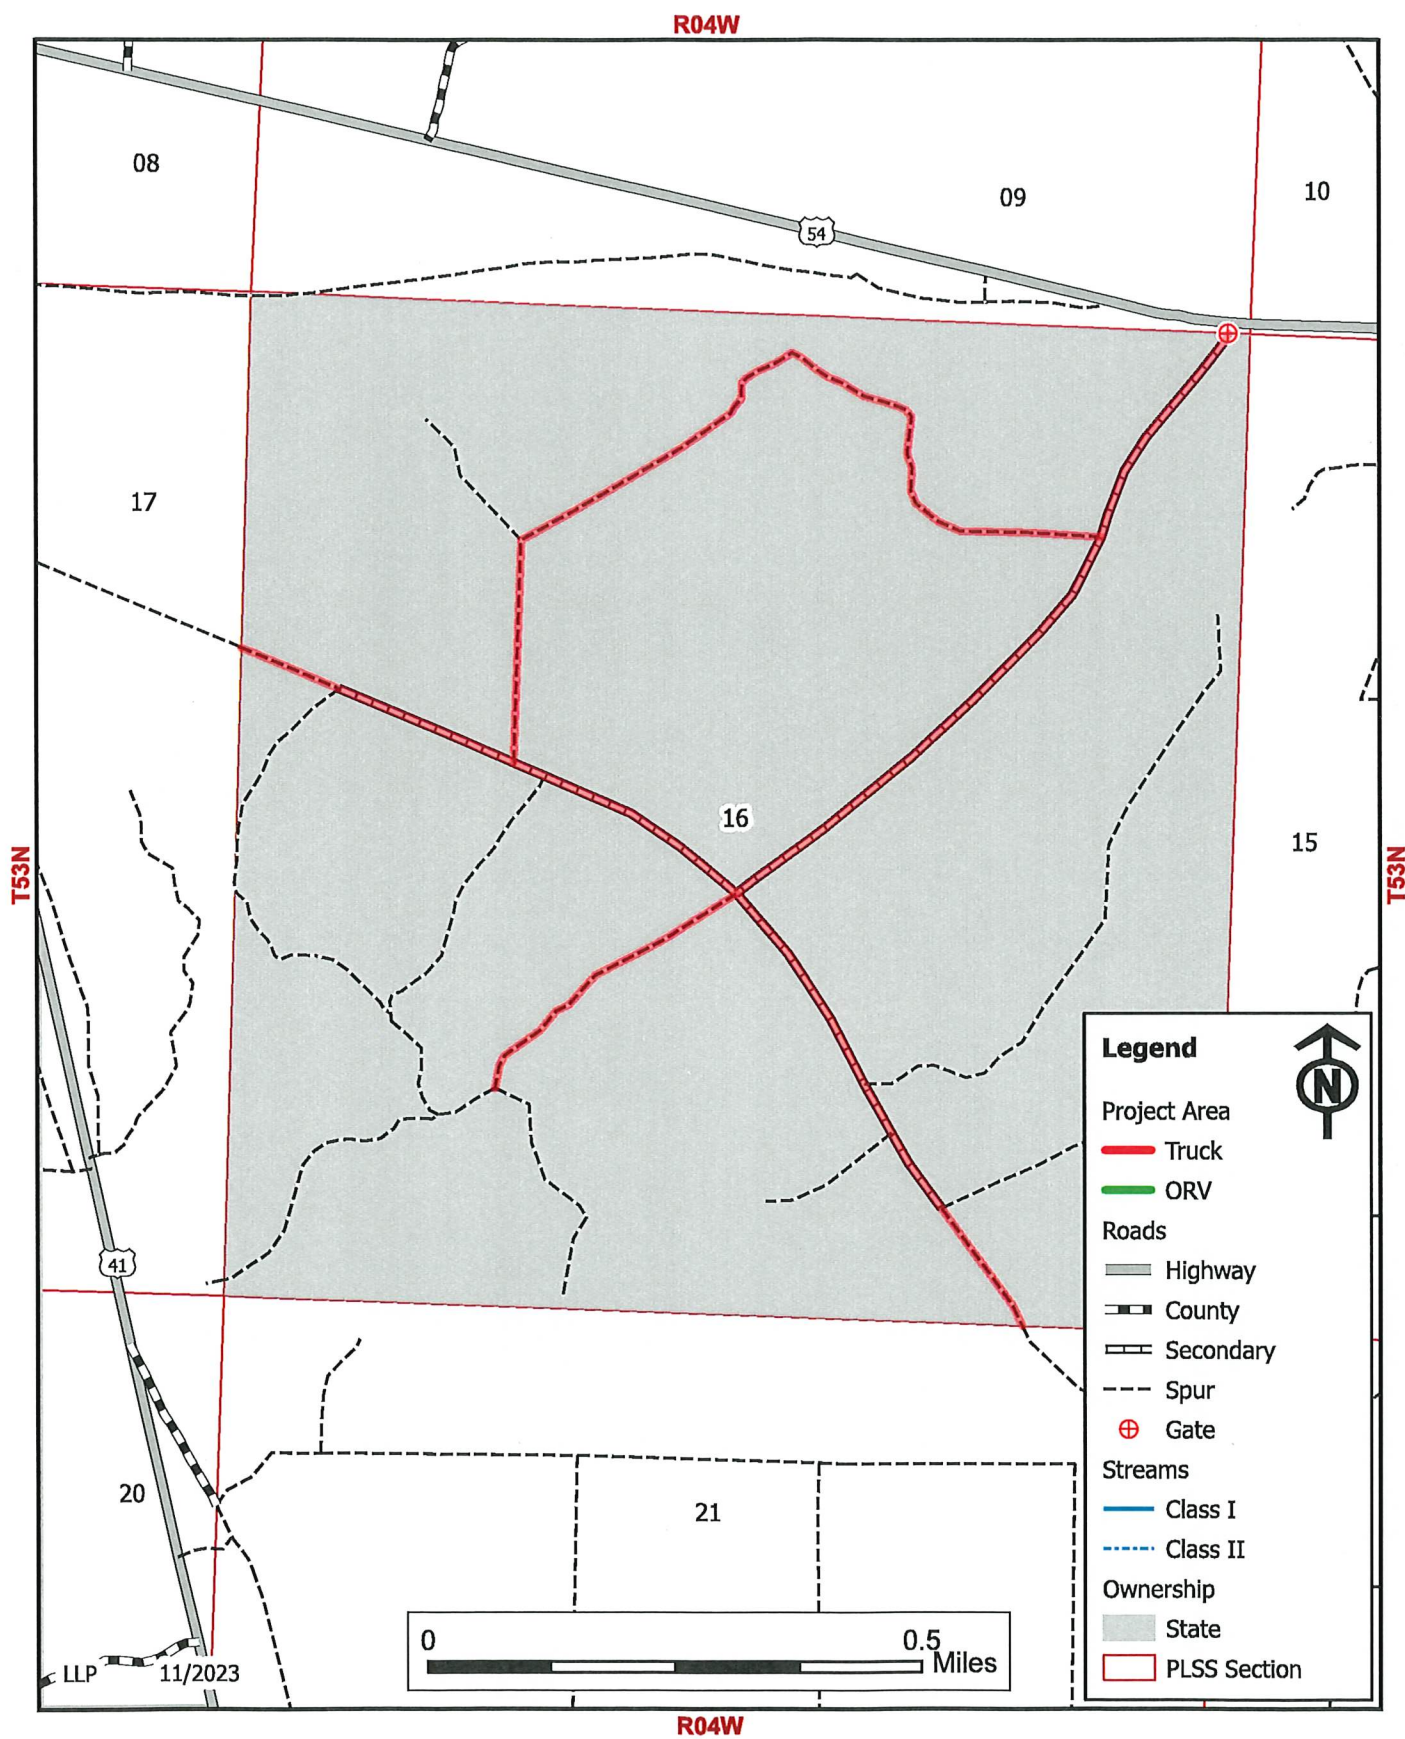 R04W
08
09
10
54
17
16
15
T53N
T53N
41
20
21
Legend
N
Project Area
Truck
ORV
Roads
Highway
County
Secondary
Spur
Gate
Streams
Class I
Class II
Ownership
State
PLSS Section
0 0.5
Miles
LLP 11/2023
R04W